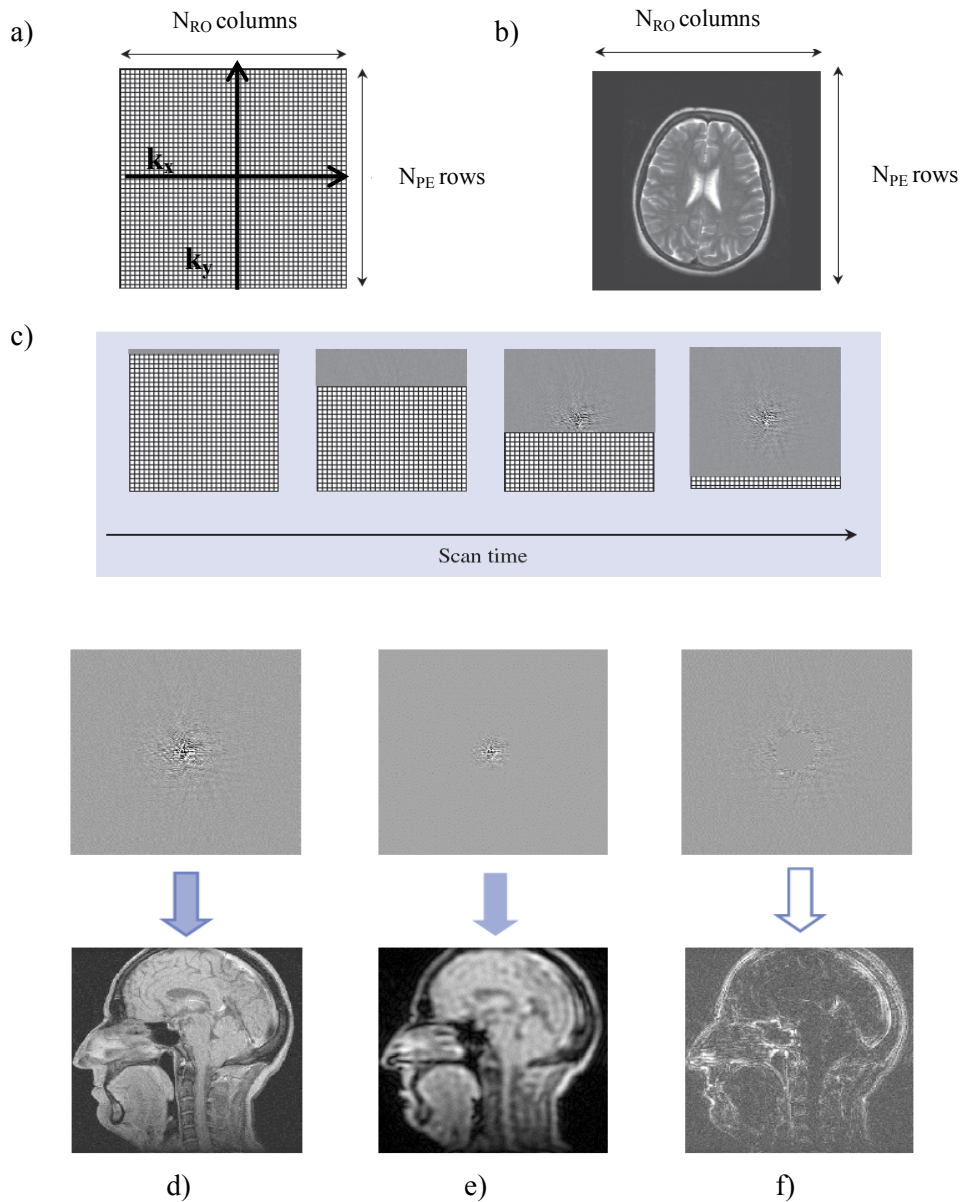 a)
N_RO columns
k_x
k_y
N_PE rows
b)
N_RO columns
N_PE rows
c)
Scan time
d)
e)
f)